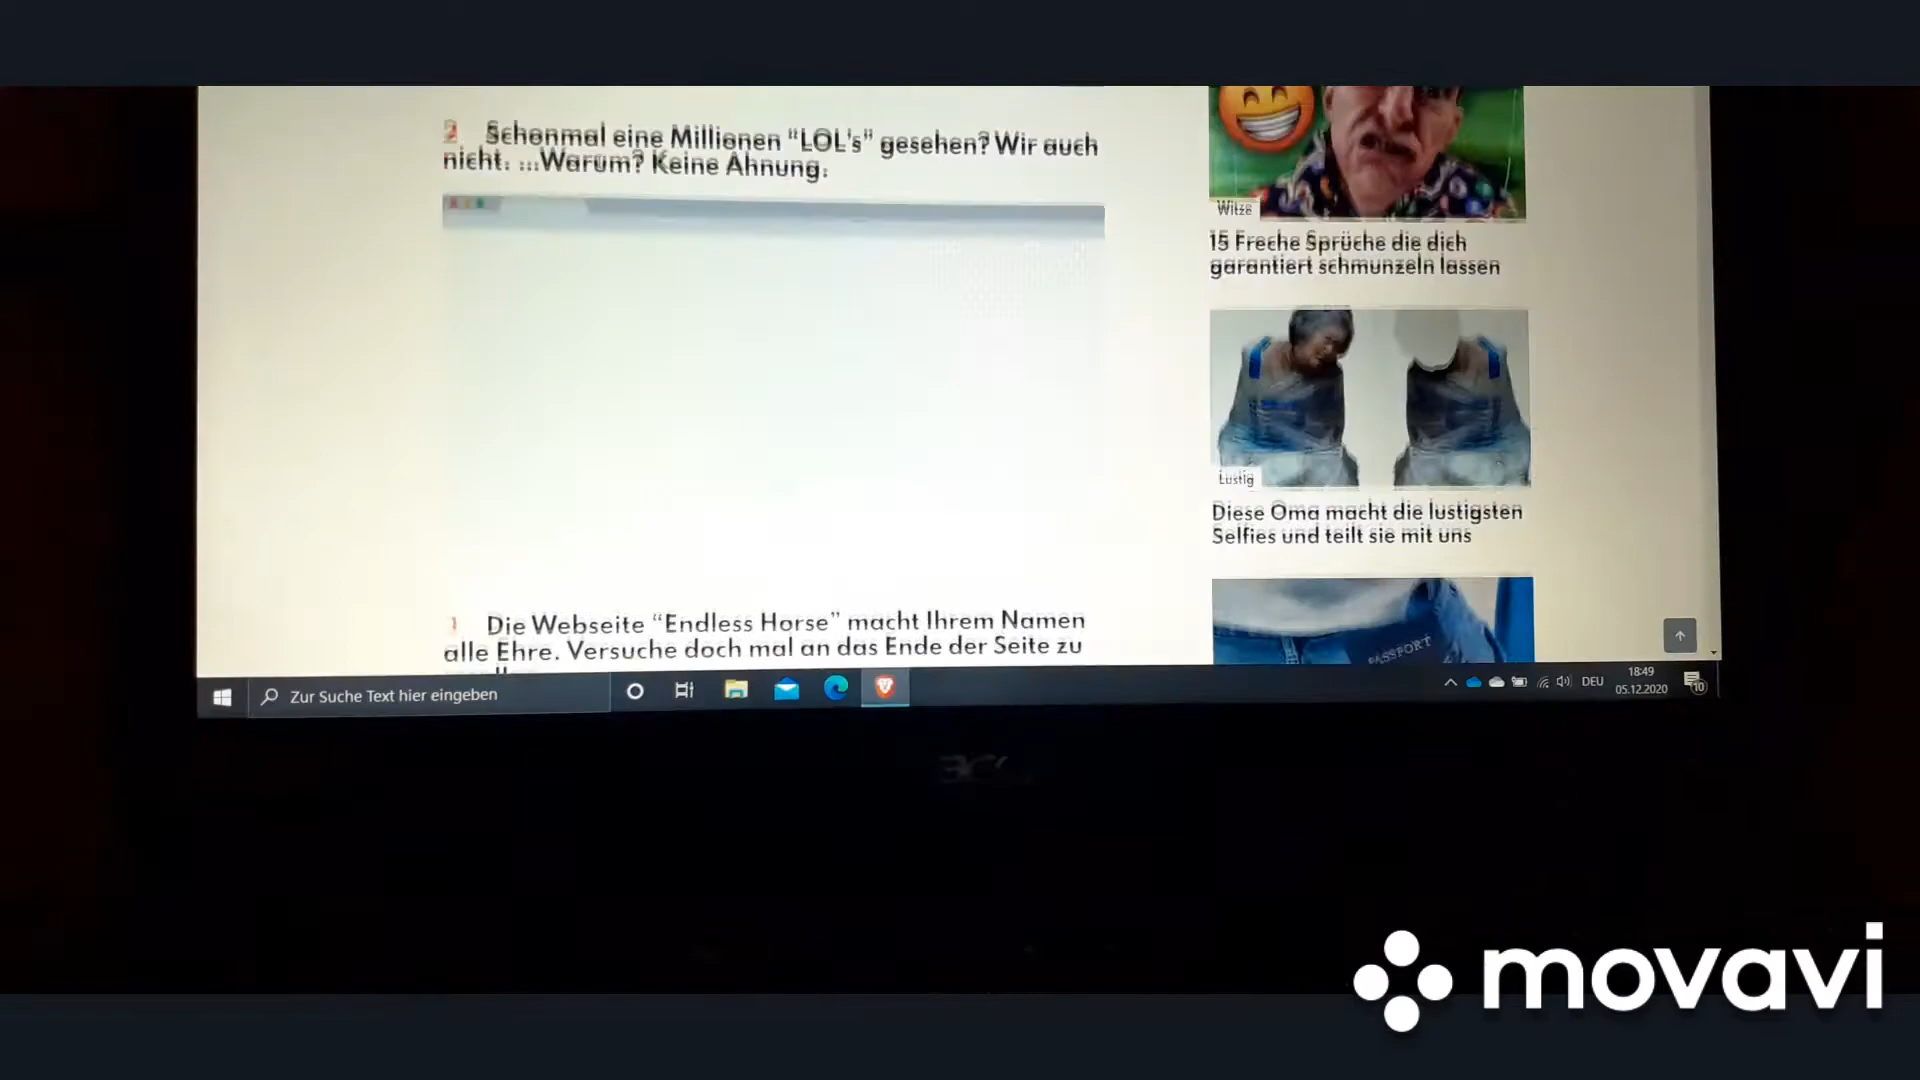 2 Schonmal eine Millionen “LOL's” gesehen? Wir auch
nicht. ...Warum? Keine Ahnung.
1 Die Webseite “Endless Horse” macht Ihrem Namen
alle Ehre. Versuche doch mal an das Ende der Seite zu
Witze
15 Freche Sprüche die dich
garantiert schmunzeln lassen
Lustig
Diese Oma macht die lustigsten
Selfies und teilt sie mit uns
PASSPORT
Zur Suche Text hier eingeben
DEU
18:49
05.12.2020
10
acer
movavi